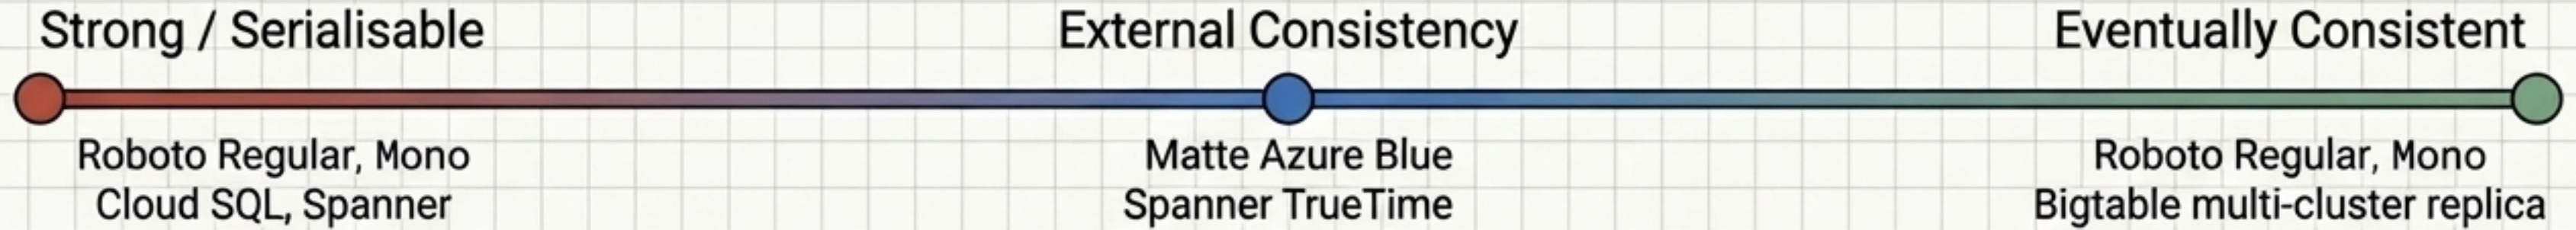 Strong / Serialisable
External Consistency
Eventually Consistent
Roboto Regular, Mono
Cloud SQL, Spanner
Matte Azure Blue
Spanner TrueTime
Roboto Regular, Mono
Bigtable multi-cluster replica